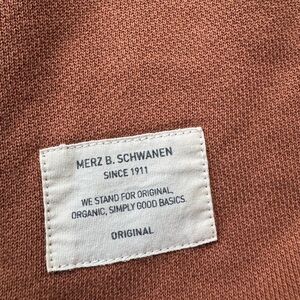 MERZ B. SCHWANEN
SINCE 1911
WE STAND FOR ORIGINAL,
ORGANIC, SIMPLY GOOD BASICS.
ORIGINAL